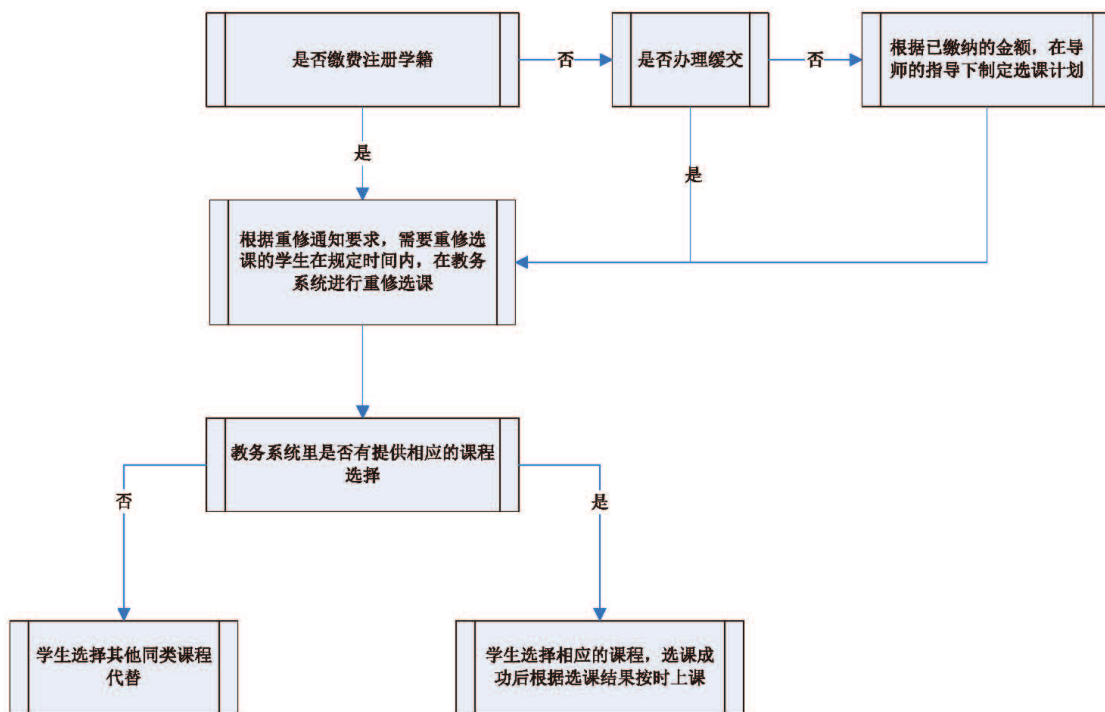 是否缴费注册学籍
否
是否办理缓交
否
根据已缴纳的金额，在导
师的指导下制定选课计划
是
是
根据重修通知要求，需要重修选
课的学生在规定时间内，在教务
系统进行重修选课
教务系统里是否有提供相应的课程
选择
否
是
学生选择其他同类课程
代替
学生选择相应的课程，选课成
功后根据选课结果按时上课